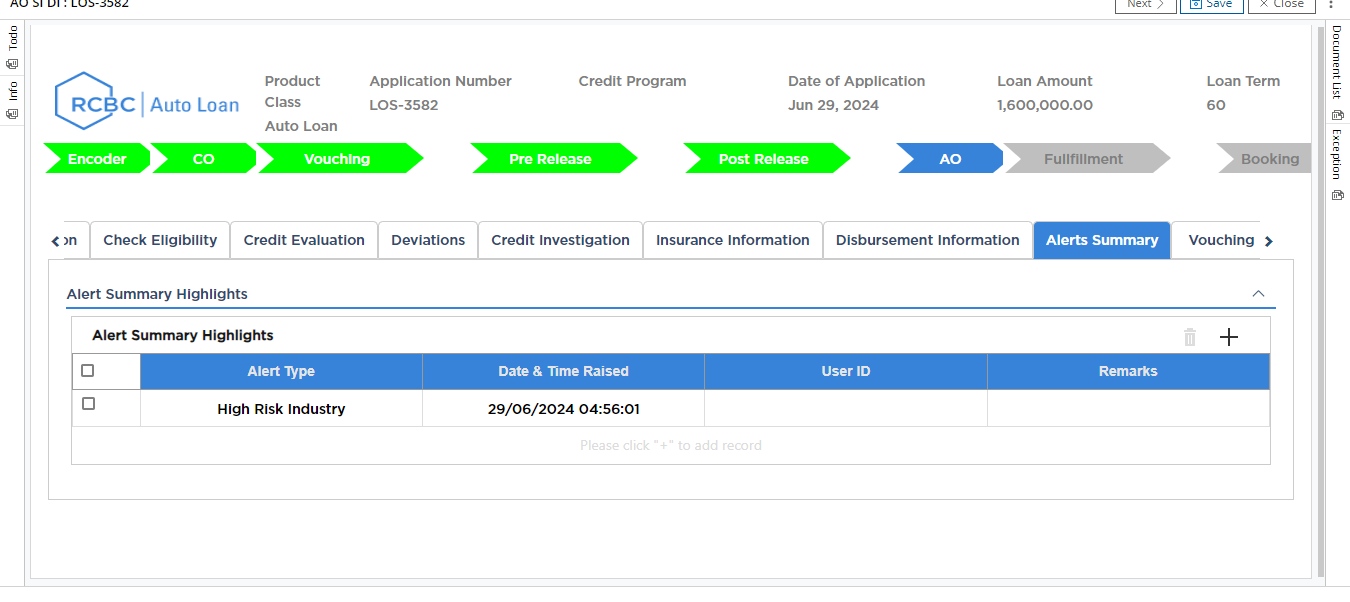 AO SI DI : LOS-3582
Next
Save
Close
Todo
Info
Document List
Exception
RCBC Auto Loan
Product Class
Auto Loan
Application Number
LOS-3582
Credit Program
Date of Application
Jun 29, 2024
Loan Amount
1,600,000.00
Loan Term
60
Encoder
CO
Vouching
Pre Release
Post Release
AO
Fullfillment
Booking
on
Check Eligibility
Credit Evaluation
Deviations
Credit Investigation
Insurance Information
Disbursement Information
Alerts Summary
Vouching
Alert Summary Highlights
Alert Summary Highlights
Alert Type Date & Time Raised User ID Remarks
High Risk Industry 29/06/2024 04:56:01
Please click "+" to add record